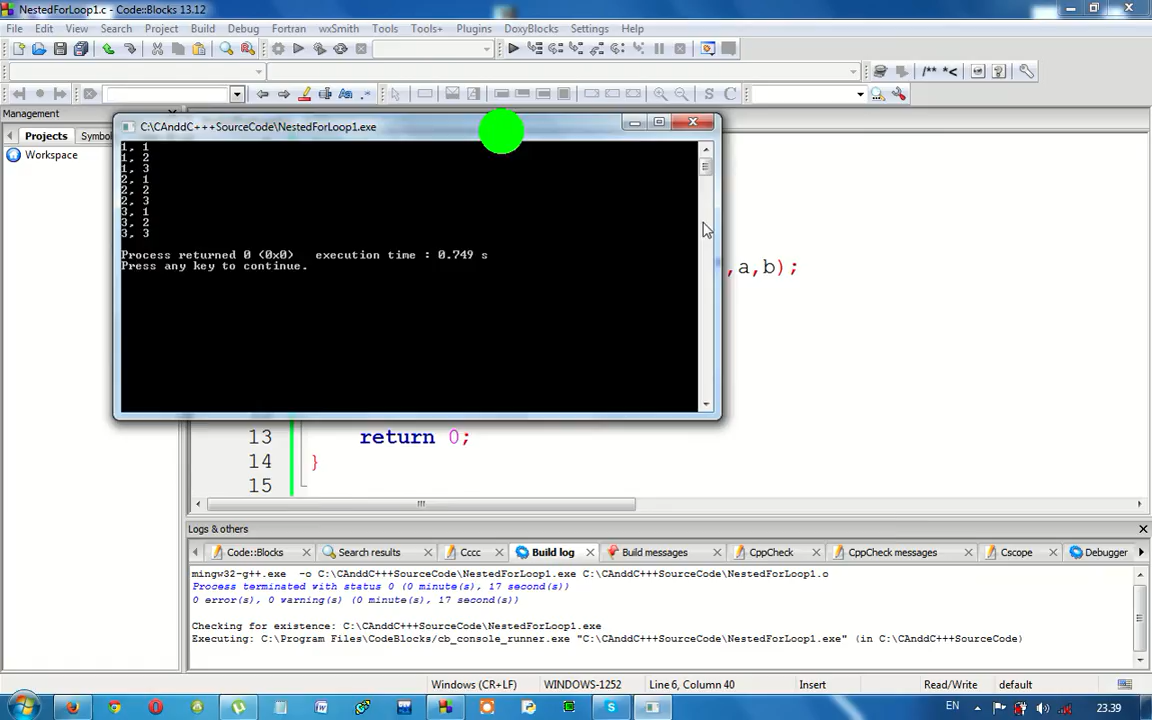 NestedForLoop1.c - Code::Blocks 13.12
File Edit View Search Project Build Debug Fortran wxSmith Tools Tools+ Plugins DoxyBlocks Settings Help
/** *<
Aa .*
S C
Management
Projects Symbo
Workspace
C:\CAnddC+++SourceCode\NestedForLoop1.exe
1, 1
1, 2
1, 3
2, 1
2, 2
2, 3
3, 1
3, 2
3, 3
Process returned 0 (0x0) execution time : 0.749 s
Press any key to continue.
,a,b);
13 return 0;
14 }
15
Logs & others
Code::Blocks Search results Cccc Build log Build messages CppCheck CppCheck messages Cscope Debugger
mingw32-g++.exe -o C:\CAnddC+++SourceCode\NestedForLoop1.exe C:\CAnddC+++SourceCode\NestedForLoop1.o
Process terminated with status 0 (0 minute(s), 17 second(s))
0 error(s), 0 warning(s) (0 minute(s), 17 second(s))
Checking for existence: C:\CAnddC+++SourceCode\NestedForLoop1.exe
Executing: C:\Program Files\CodeBlocks/cb_console_runner.exe "C:\CAnddC+++SourceCode\NestedForLoop1.exe" (in C:\CAnddC+++SourceCode)
Windows (CR+LF) WINDOWS-1252 Line 6, Column 40 Insert Read/Write default
EN 23.39